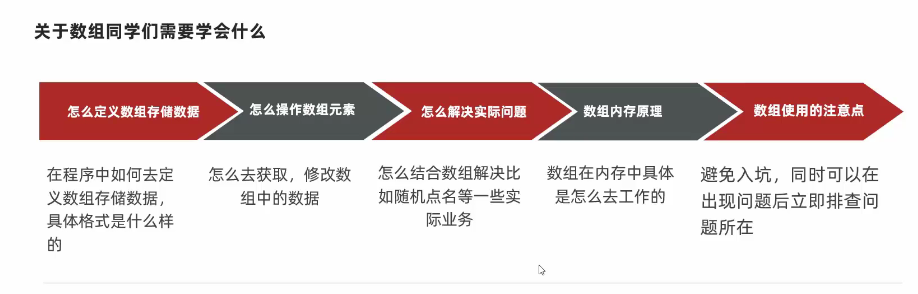 关于数组同学们需要学会什么
怎么定义数组存储数据
怎么操作数组元素
怎么解决实际问题
数组内存原理
数组使用的注意点
在程序中如何去定
义数组存储数据，
具体格式是什么样
的
怎么去获取，修改数
组中的数据
怎么结合数组解决比
如随机点名等一些实
际业务
数组在内存中具体
是怎么去工作的
避免入坑，同时可以在
出现问题后立即排查问
题所在